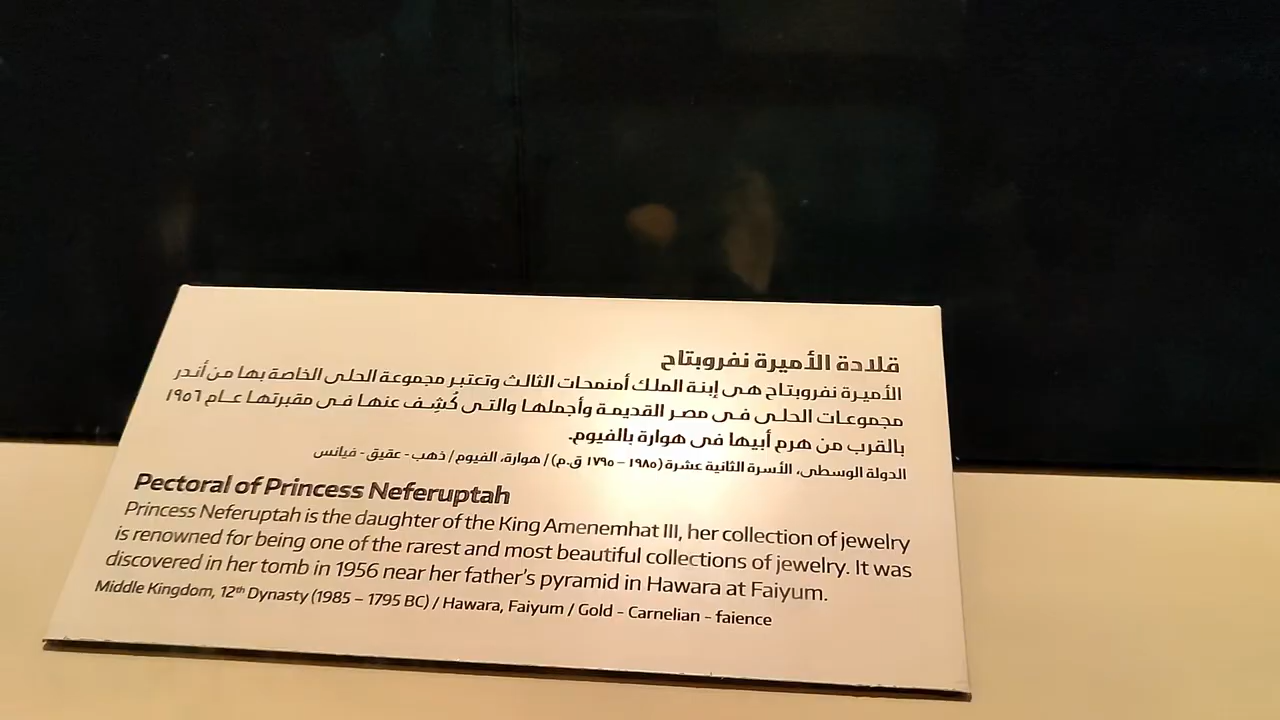 قلادة الأميرة نفروبتاح
الأميرة نفروبتاح هى إبنة الملك أمنمحات الثالث وتعتبر مجموعة الحلى الخاصة بها من أندر
مجموعات الحلى فى مصر القديمة وأجملها والتى كُشِف عنها فى مقبرتها عام ١٩٥٦
بالقرب من هرم أبيها فى هوارة بالفيوم.
الدولة الوسطى، الأسرة الثانية عشرة (١٩٨٥ – ١٧٩٥ ق.م) / هوارة، الفيوم / ذهب - عقيق - فيانس
Pectoral of Princess Neferuptah
Princess Neferuptah is the daughter of the King Amenemhat III, her collection of jewelry
is renowned for being one of the rarest and most beautiful collections of jewelry. It was
discovered in her tomb in 1956 near her father's pyramid in Hawara at Faiyum.
Middle Kingdom, 12th Dynasty (1985 – 1795 BC) / Hawara, Faiyum / Gold - Carnelian - faience